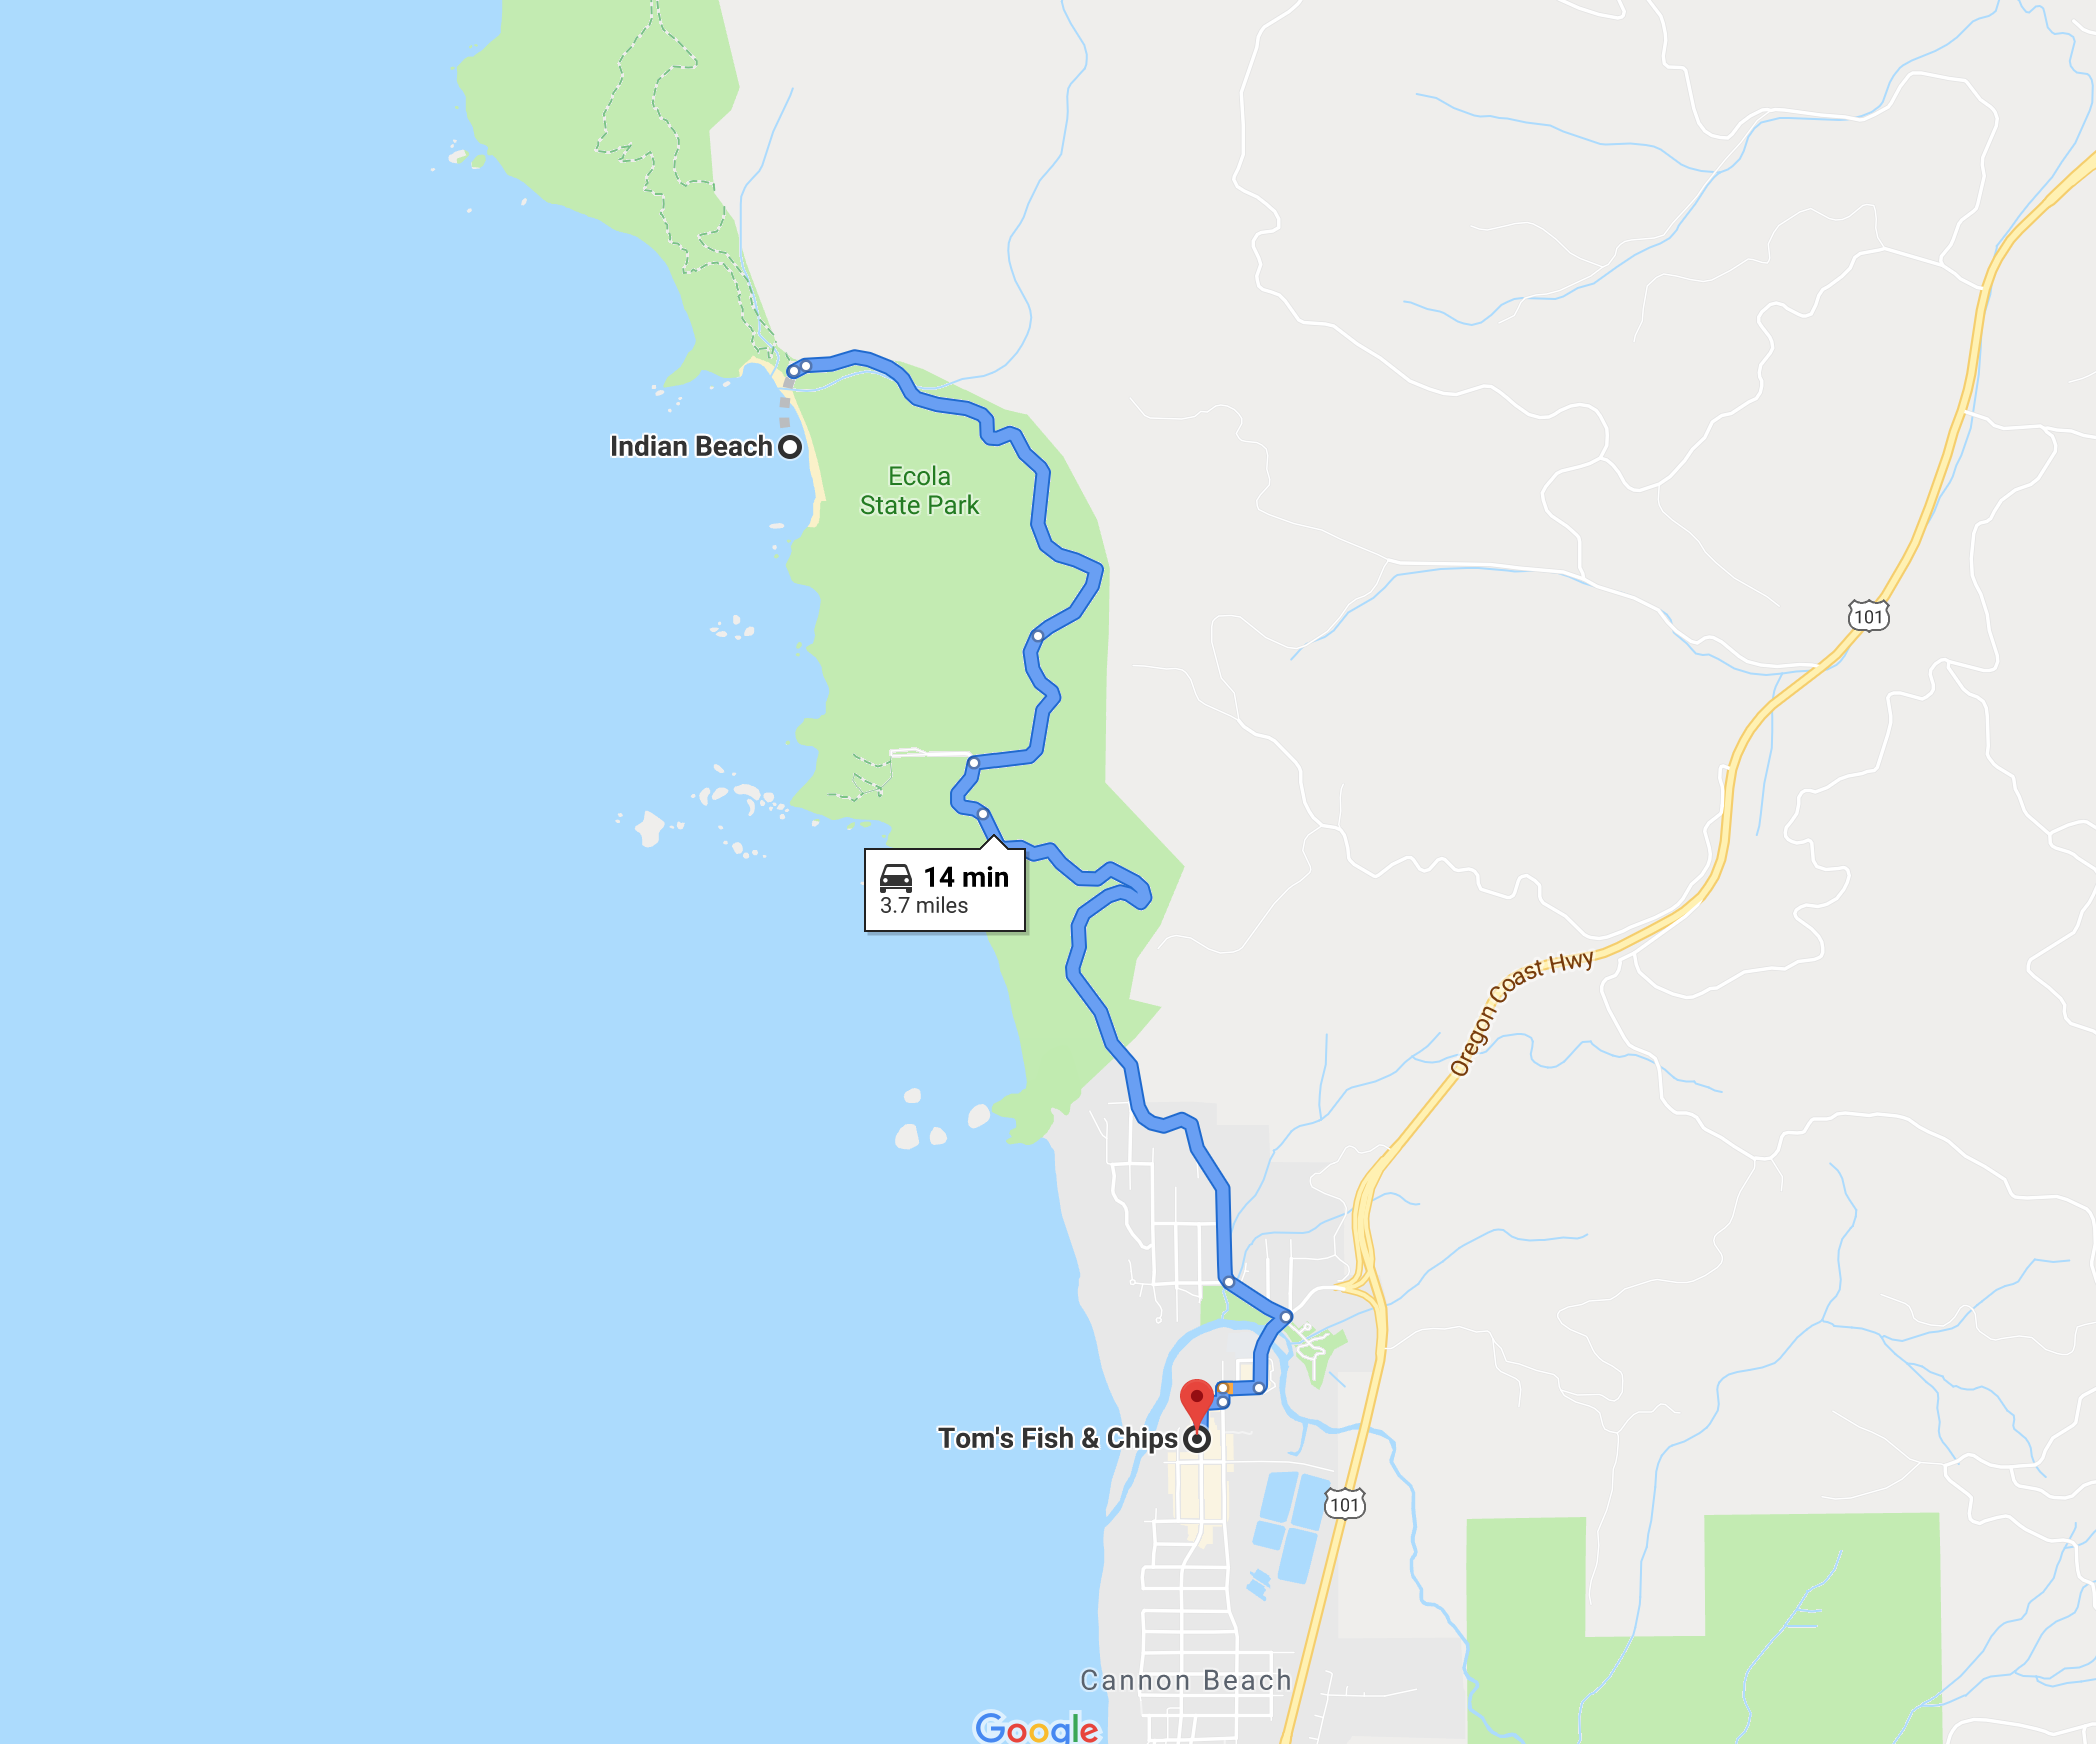 Indian Beach
Ecola
State Park
101
14 min
3.7 miles
Oregon Coast Hwy
Tom's Fish & Chips
101
Cannon Beach
Google